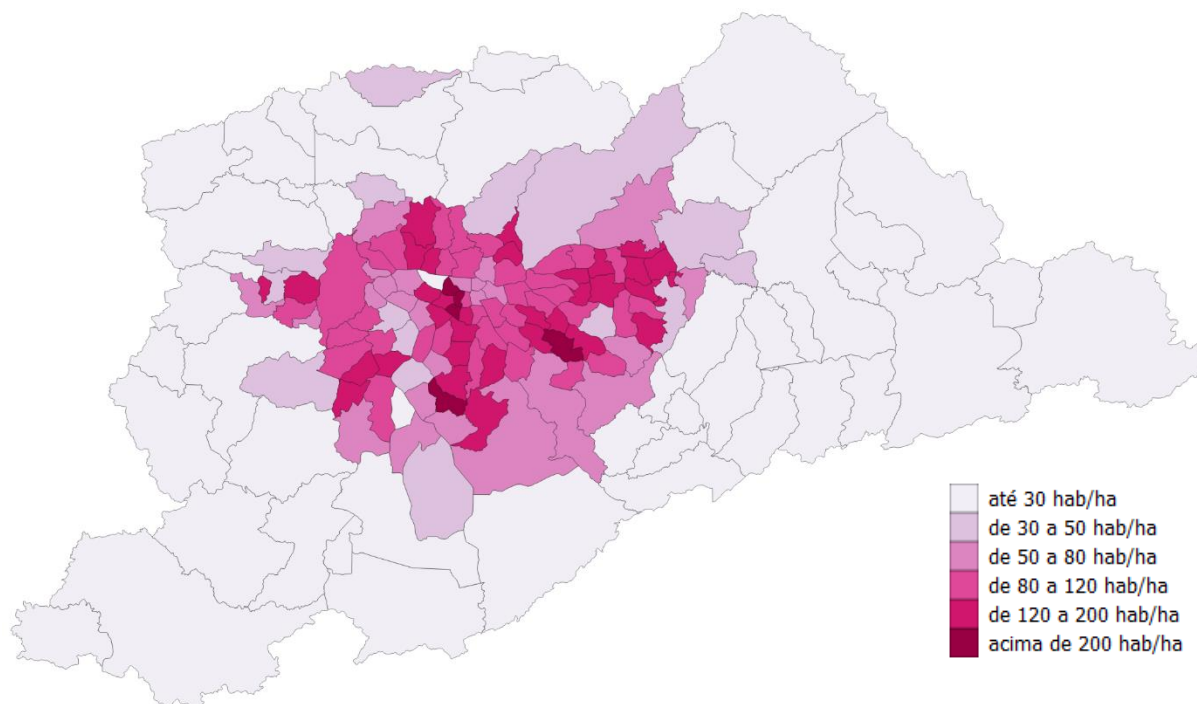 até 30 hab/ha
de 30 a 50 hab/ha
de 50 a 80 hab/ha
de 80 a 120 hab/ha
de 120 a 200 hab/ha
acima de 200 hab/ha